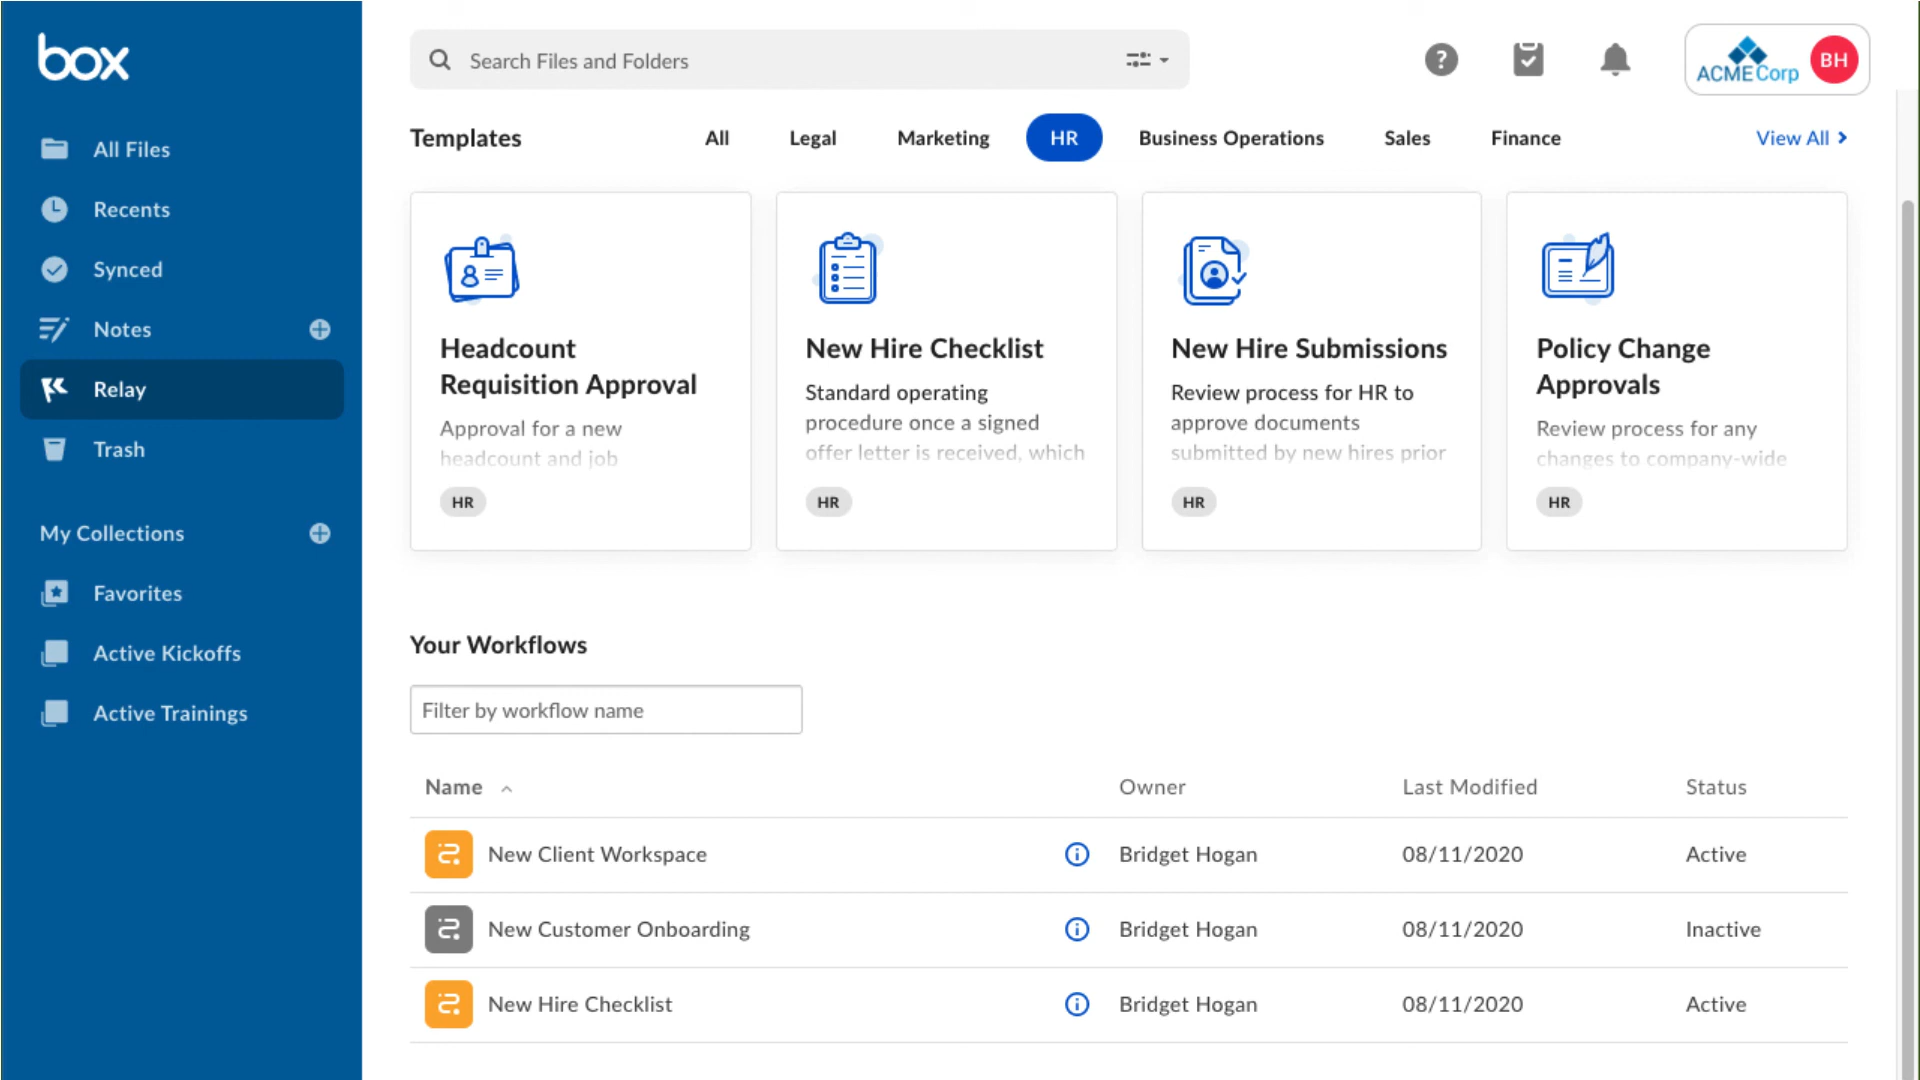 box
All Files
Recents
Synced
Notes
Relay
Trash
My Collections
Favorites
Active Kickoffs
Active Trainings
Search Files and Folders
?
ACME Corp
BH
Templates
All
Legal
Marketing
HR
Business Operations
Sales
Finance
View All
Headcount
Requisition Approval
Approval for a new
headcount and job
HR
New Hire Checklist
Standard operating
procedure once a signed
offer letter is received, which
HR
New Hire Submissions
Review process for HR to
approve documents
submitted by new hires prior
HR
Policy Change
Approvals
Review process for any
changes to company-wide
HR
Your Workflows
Filter by workflow name
Name Owner Last Modified Status
New Client Workspace Bridget Hogan 08/11/2020 Active
New Customer Onboarding Bridget Hogan 08/11/2020 Inactive
New Hire Checklist Bridget Hogan 08/11/2020 Active